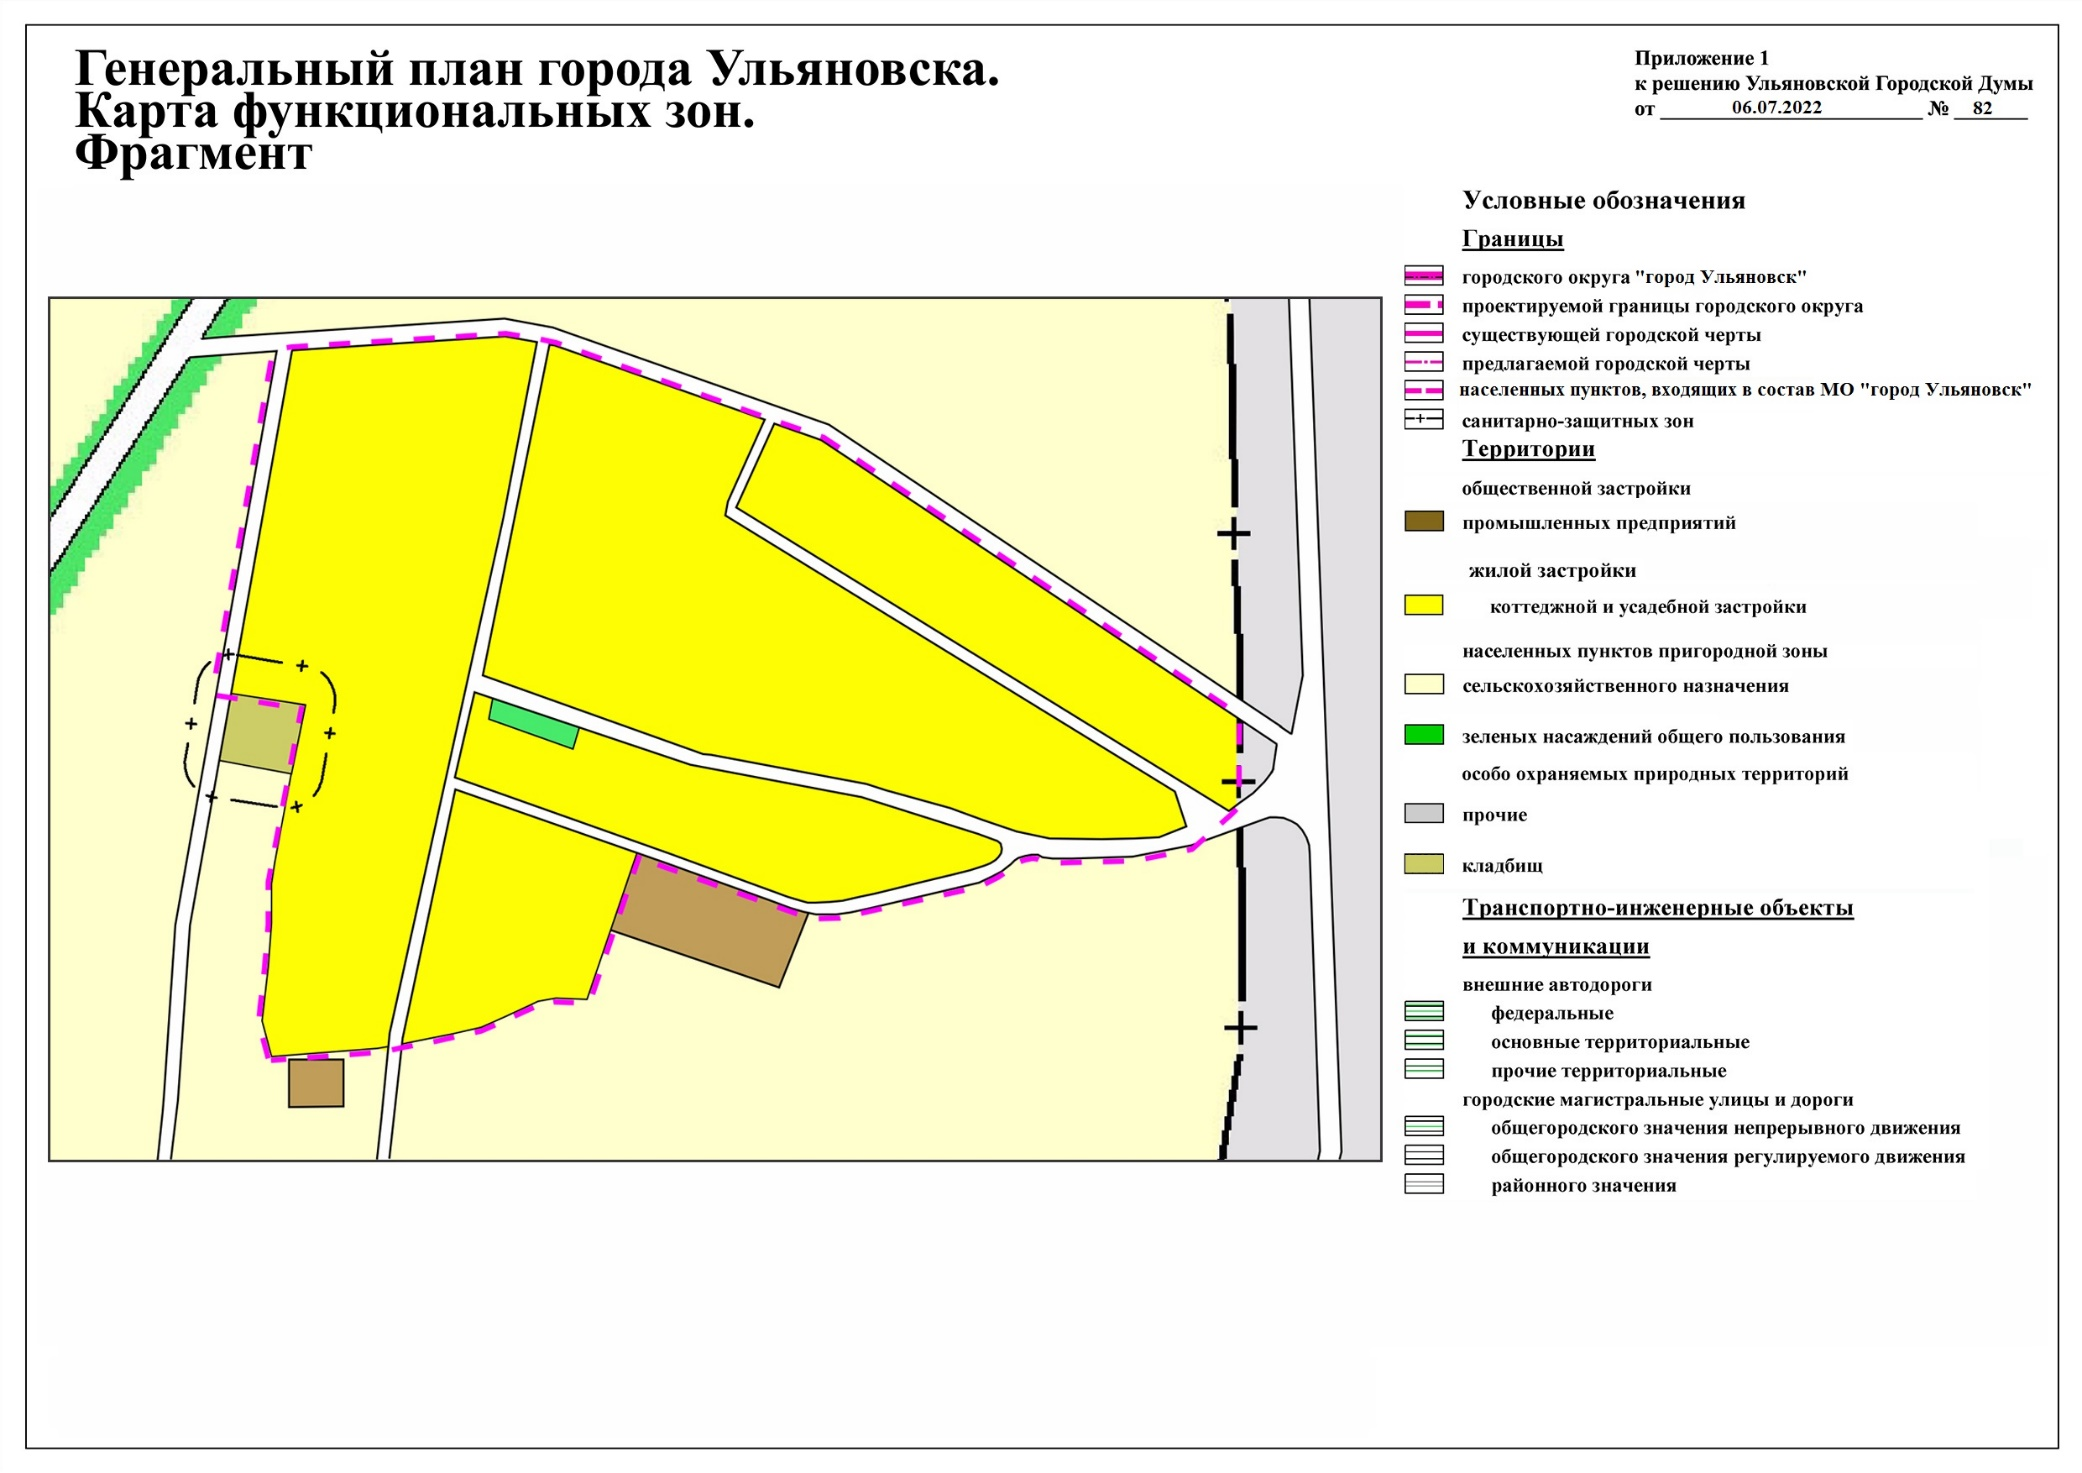 Генеральный план города Ульяновска.
Карта функциональных зон.
Фрагмент
Приложение 1
к решению Ульяновской Городской Думы
от 06.07.2022 № 82
Условные обозначения
Границы
городского округа "город Ульяновск"
проектируемой границы городского округа
существующей городской черты
предлагаемой городской черты
населенных пунктов, входящих в состав МО "город Ульяновск"
санитарно-защитных зон
Территории
общественной застройки
промышленных предприятий
жилой застройки
коттеджной и усадебной застройки
населенных пунктов пригородной зоны
сельскохозяйственного назначения
зеленых насаждений общего пользования
особо охраняемых природных территорий
прочие
кладбищ
Транспортно-инженерные объекты
и коммуникации
внешние автодороги
федеральные
основные территориальные
прочие территориальные
городские магистральные улицы и дороги
общегородского значения непрерывного движения
общегородского значения регулируемого движения
районного значения